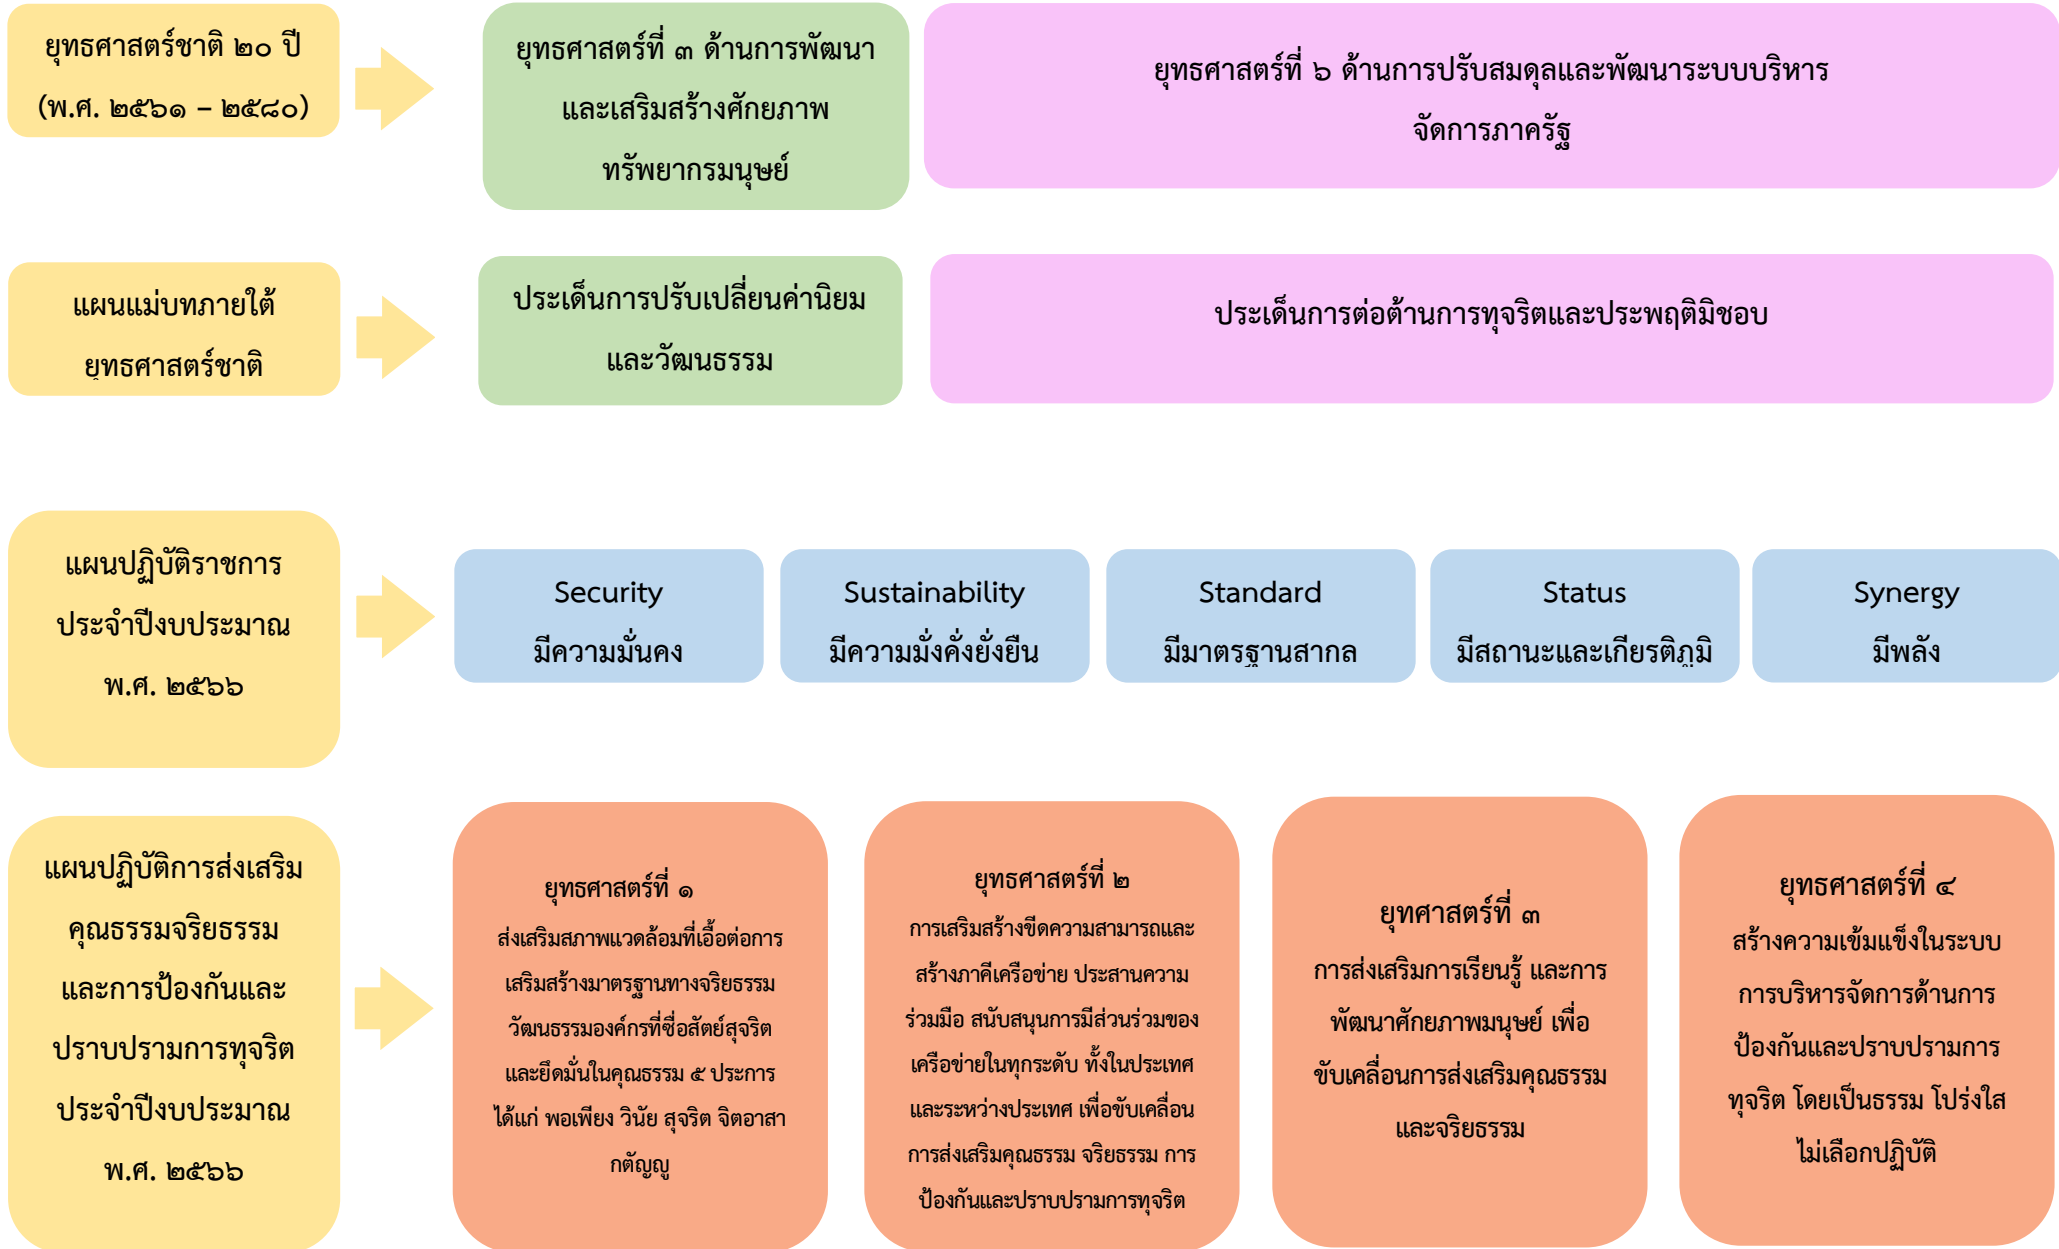 ยุทธศาสตร์ชาติ ๒๐ ปี
(พ.ศ. ๒๕๖๑ – ๒๕๘๐)
ยุทธศาสตร์ที่ ๓ ด้านการพัฒนา
และเสริมสร้างศักยภาพ
ทรัพยากรมนุษย์
ยุทธศาสตร์ที่ ๖ ด้านการปรับสมดุลและพัฒนาระบบบริหาร
จัดการภาครัฐ
แผนแม่บทภายใต้
ยุทธศาสตร์ชาติ
ประเด็นการปรับเปลี่ยนค่านิยม
และวัฒนธรรม
ประเด็นการต่อต้านการทุจริตและประพฤติมิชอบ
แผนปฏิบัติราชการ
ประจำปีงบประมาณ
พ.ศ. ๒๕๖๖
Security
มีความมั่นคง
Sustainability
มีความมั่งคั่งยั่งยืน
Standard
มีมาตรฐานสากล
Status
มีสถานะและเกียรติภูมิ
Synergy
มีพลัง
แผนปฏิบัติการส่งเสริม
คุณธรรมจริยธรรม
และการป้องกันและ
ปราบปรามการทุจริต
ประจำปีงบประมาณ
พ.ศ. ๒๕๖๖
ยุทธศาสตร์ที่ ๑
ส่งเสริมสภาพแวดล้อมที่เอื้อต่อการ
เสริมสร้างมาตรฐานทางจริยธรรม
วัฒนธรรมองค์กรที่ซื่อสัตย์สุจริต
และยึดมั่นในคุณธรรม ๕ ประการ
ได้แก่ พอเพียง วินัย สุจริต จิตอาสา
กตัญญู
ยุทธศาสตร์ที่ ๒
การเสริมสร้างขีดความสามารถและ
สร้างภาคีเครือข่าย ประสานความ
ร่วมมือ สนับสนุนการมีส่วนร่วมของ
เครือข่ายในทุกระดับ ทั้งในประเทศ
และระหว่างประเทศ เพื่อขับเคลื่อน
การส่งเสริมคุณธรรม จริยธรรม การ
ป้องกันและปราบปรามการทุจริต
ยุทศาสตร์ที่ ๓
การส่งเสริมการเรียนรู้ และการ
พัฒนาศักยภาพมนุษย์ เพื่อ
ขับเคลื่อนการส่งเสริมคุณธรรม
และจริยธรรม
ยุทธศาสตร์ที่ ๔
สร้างความเข้มแข็งในระบบ
การบริหารจัดการด้านการ
ป้องกันและปราบปรามการ
ทุจริต โดยเป็นธรรม โปร่งใส
ไม่เลือกปฏิบัติ